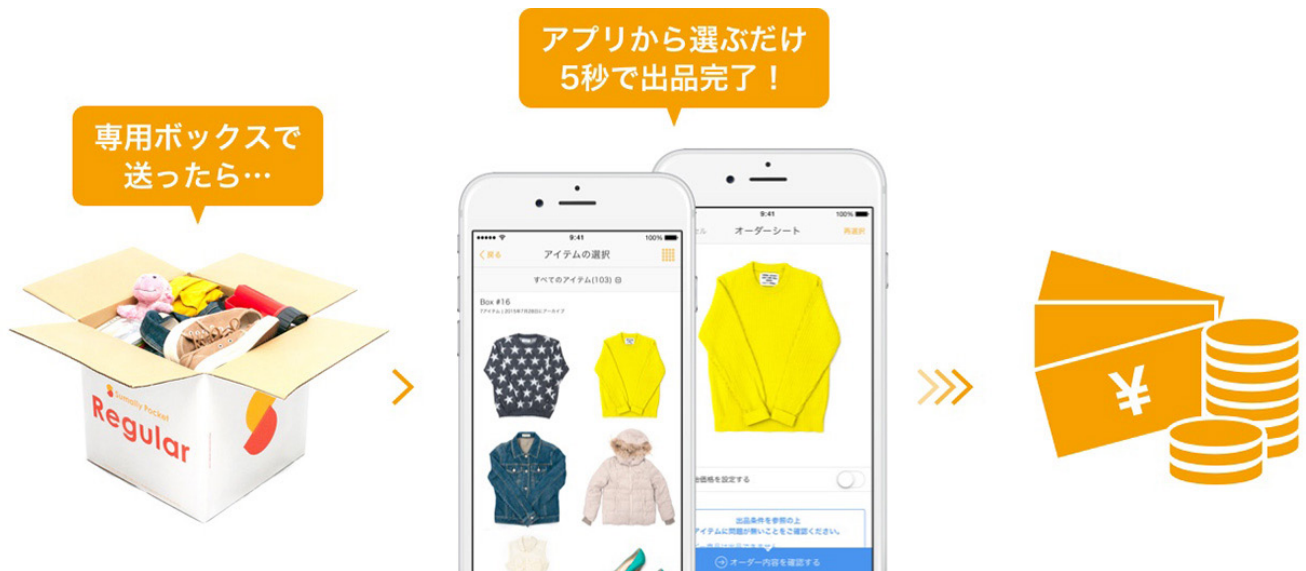 専用ボックスで
送ったら…
Sumally Pocket
Regular
アプリから選ぶだけ
5秒で出品完了！
9:41
100%
く戻る
アイテムの選択
すべてのアイテム(103)
Box #16
9:41
100%
オーダーシート
再選択
価格を設定する
出品条件を参照の上
アイテムに問題が無いことをご確認ください。
オーダー内容を確認する
¥